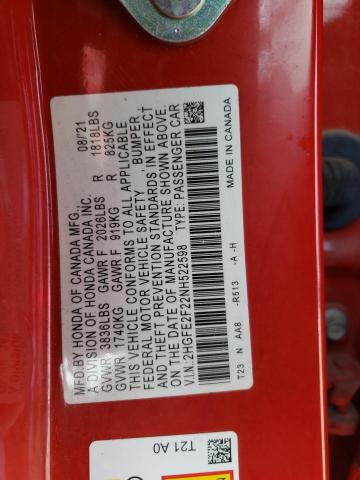 MFD.BY HONDA OF CANADA MFG. 08/21
A DIVISION OF HONDA CANADA INC.
GVWR 3836LBS GAWR F 2026LBS R 1818LBS
GVWR 1740KG GAWR F 919KG R 825KG
THIS VEHICLE CONFORMS TO ALL APPLICABLE
FEDERAL MOTOR VEHICLE SAFETY, BUMPER,
AND THEFT PREVENTION STANDARDS, IN EFFECT
ON THE DATE OF MANUFACTURE SHOWN ABOVE.
V.I.N.:2HGFE2F22NH522598 TYPE:PASSENGER CAR
MADE IN CANADA
T23 N AA8 -R513 -A -H
T21 A0